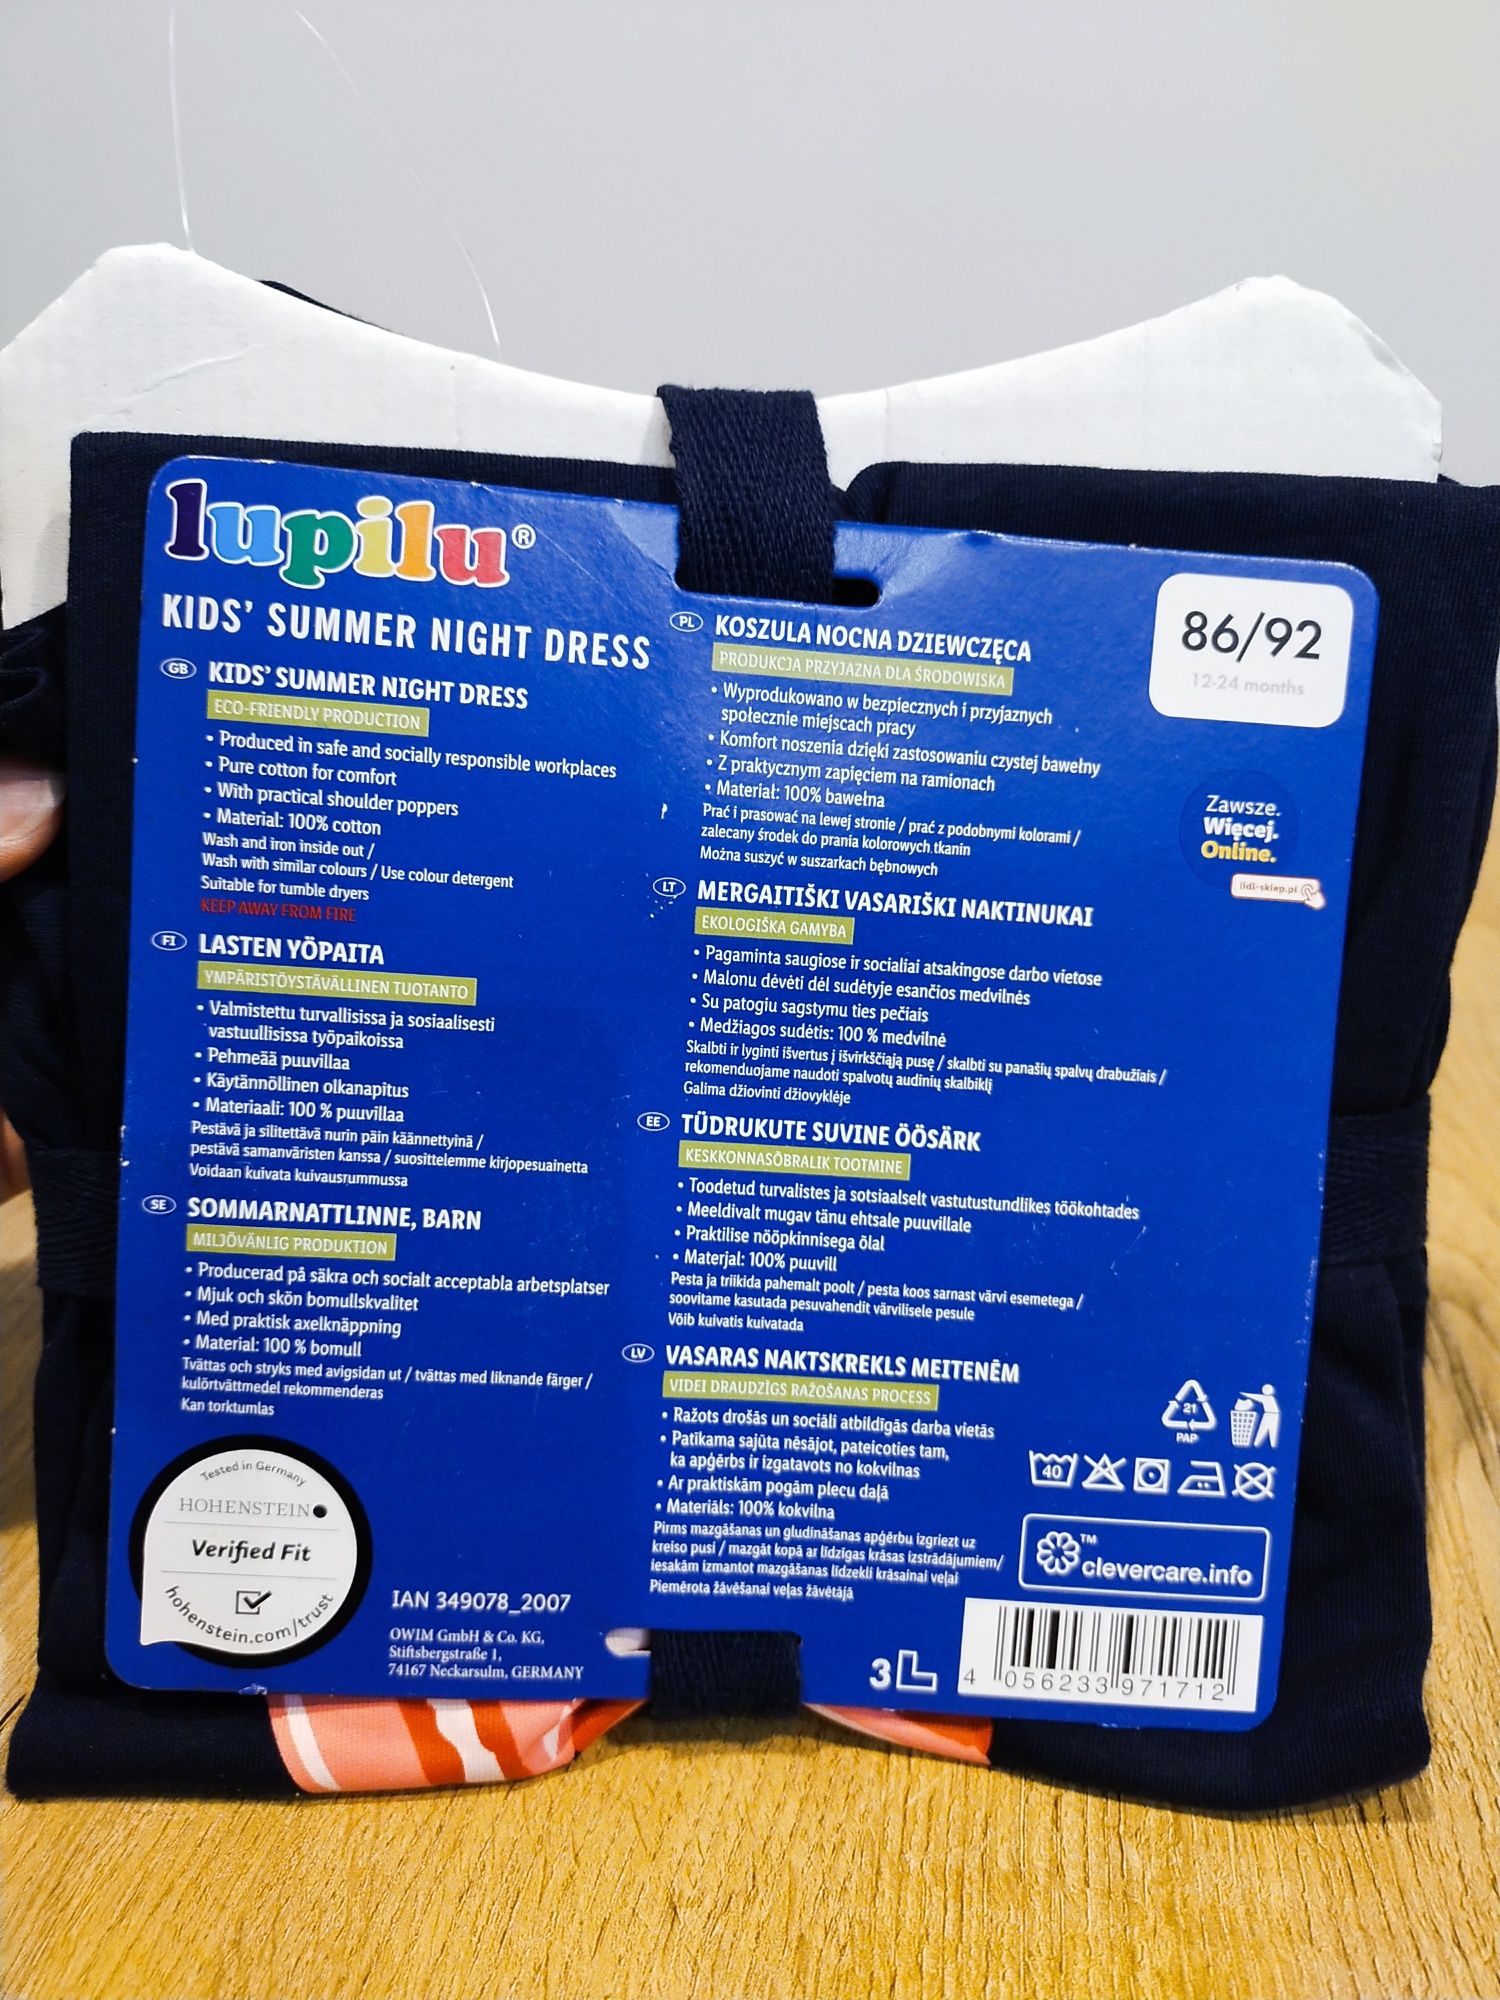 lupilu®
KIDS' SUMMER NIGHT DRESS
GB KIDS' SUMMER NIGHT DRESS
ECO-FRIENDLY PRODUCTION
• Produced in safe and socially responsible workplaces
• Pure cotton for comfort
• With practical shoulder poppers
• Material: 100% cotton
Wash and iron inside out /
Wash with similar colours / Use colour detergent
Suitable for tumble dryers
KEEP AWAY FROM FIRE
FI LASTEN YÖPAITA
YMPÄRISTÖYSTÄVÄLLINEN TUOTANTO
• Valmistettu turvallisissa ja sosiaalisesti
vastuullisissa työpaikoissa
• Pehmeää puuvillaa
• Käytännöllinen olkanapitus
• Materiaali: 100 % puuvillaa
Pestävä ja silitettävä nurin päin käännettyinä /
pestävä samanväristen kanssa / suosittelemme kirjopesuainetta
Voidaan kuivata kuivausrummussa
SE SOMMARNATTLINNE, BARN
MILJÖVÄNLIG PRODUKTION
• Producerad på säkra och socialt acceptabla arbetsplatser
• Mjuk och skön bomullskvalitet
• Med praktisk axelknäppning
• Material: 100 % bomull
Tvättas och stryks med avigsidan ut / tvättas med liknande färger /
kulörtvättmedel rekommenderas
Kan torktumlas
Tested in Germany
HOHENSTEIN
Verified Fit
hohenstein.com/trust
IAN 349078_2007
OWIM GmbH & Co. KG,
Stiftsbergstraße 1,
74167 Neckarsulm, GERMANY
PL KOSZULA NOCNA DZIEWCZĘCA
PRODUKCJA PRZYJAZNA DLA ŚRODOWISKA
• Wyprodukowano w bezpiecznych i przyjaznych
społecznie miejscach pracy
• Komfort noszenia dzięki zastosowaniu czystej bawełny
• Z praktycznym zapięciem na ramionach
• Materiał: 100% bawełna
Prać i prasować na lewej stronie / prać z podobnymi kolorami /
zalecany środek do prania kolorowych tkanin
Można suszyć w suszarkach bębnowych
LT MERGAITIŠKI VASARIŠKI NAKTINUKAI
EKOLOGIŠKA GAMYBA
• Pagaminta saugiose ir socialiai atsakingose darbo vietose
• Malonu dėvėti dėl sudėtyje esančios medvilnės
• Su patogiu sagstymu ties pečiais
• Medžiagos sudėtis: 100 % medvilnė
Skalbti ir lyginti išvertus į išvirkščiąją pusę / skalbti su panašių spalvų drabužiais /
rekomenduojame naudoti spalvotų audinių skalbiklį
Galima džiovinti džiovyklėje
EE TÜDRUKUTE SUVINE ÖÖSÄRK
KESKKONNASÕBRALIK TOOTMINE
• Toodetud turvalistes ja sotsiaalselt vastutustundlikes töökohtades
• Meeldivalt mugav tänu ehtsale puuvillale
• Praktilise nööpkinnisega õlal
• Materjal: 100% puuvill
Pesta ja triikida pahemalt poolt / pesta koos sarnast värvi esemetega /
soovitame kasutada pesuvahendit värvilisele pesule
Võib kuivatis kuivatada
LV VASARAS NAKTSKREKLS MEITENĒM
VIDEI DRAUDZĪGS RAŽOŠANAS PROCESS
• Ražots drošās un sociāli atbildīgās darba vietās
• Patīkama sajūta nēsājot, pateicoties tam,
ka apģērbs ir izgatavots no kokvilnas
• Ar praktiskām pogām plecu daļā
• Materiāls: 100% kokvilna
Pirms mazgāšanas un gludināšanas apģērbu izgriezt uz
kreiso pusi / mazgāt kopā ar līdzīgas krāsas izstrādājumiem/
iesakām izmantot mazgāšanas līdzekli krāsainai veļai
Piemērota žāvēšanai veļas žāvētājā
86/92
12-24 months
Zawsze.
Więcej.
Online.
lidl-sklep.pl
21
PAP
40
™
clevercare.info
3L
4 056233 971712